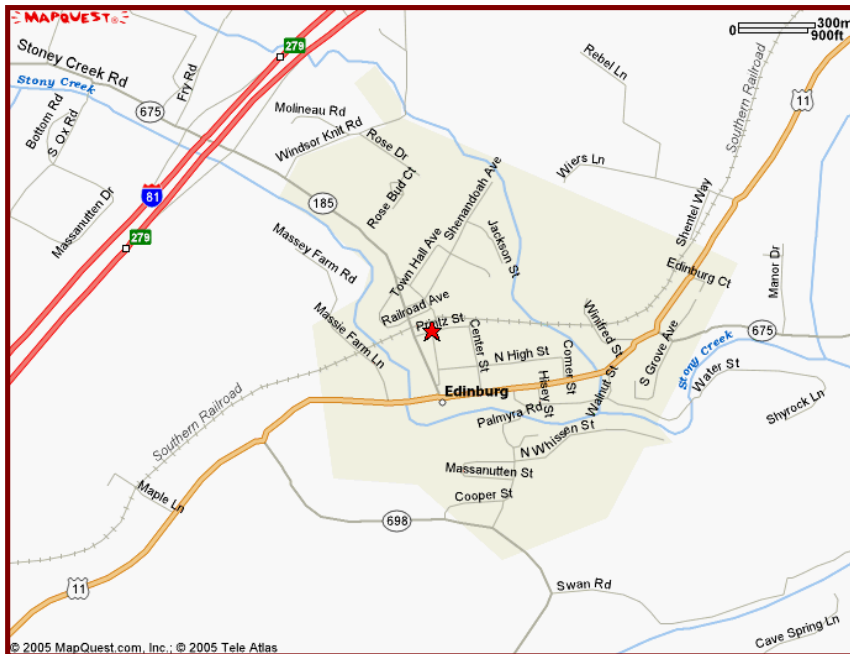 MAPQUEST®
0 300m
900ft
279
Stoney Creek Rd
Rebel Ln
Stony Creek
Fry Rd
Southern Railroad
11
675
Molineau Rd
Bottom Rd
S Ox Rd
Windsor Knit Rd
Rose Dr
Wiers Ln
81
185
Rose Bud Ct
Shenandoah Ave
Shentel Way
Massanutten Dr
279
Massey Farm Rd
Town Hall Ave
Jackson St
Edinburg Ct
Manor Dr
Railroad Ave
Printz St
Massie Farm Ln
Center St
Winifred St
675
N High St
Corner St
S Grove Ave
Stony Creek
Water St
Edinburg
Hisey St
Walnut St
Palmyra Rd
Shyrock Ln
Southern Railroad
N Whissen St
Massanutten St
Maple Ln
Cooper St
698
11
Swan Rd
Cave Spring Ln
© 2005 MapQuest.com, Inc.; © 2005 Tele Atlas